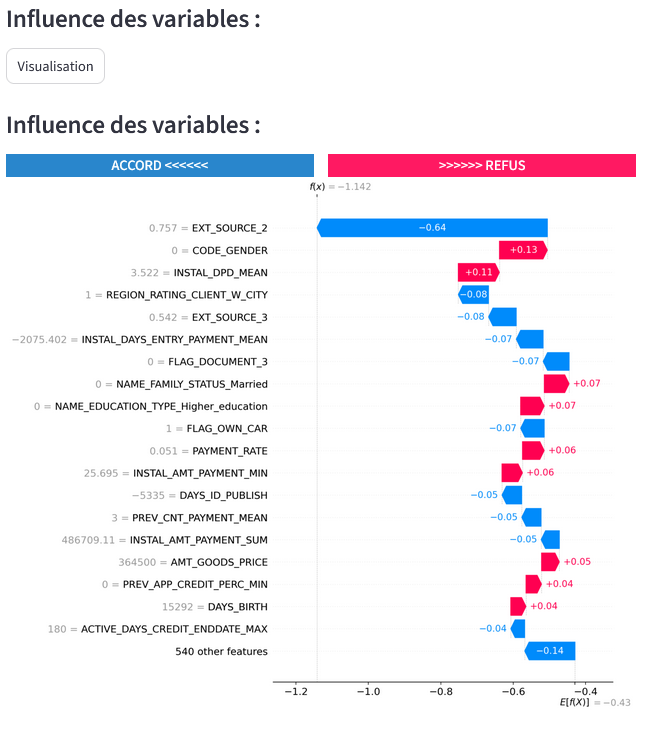 Influence des variables :
Visualisation
Influence des variables :
ACCORD <<<<<< >>>>>> REFUS
f(x) = −1.142
0.757 = EXT_SOURCE_2 −0.64
0 = CODE_GENDER +0.13
3.522 = INSTAL_DPD_MEAN +0.11
1 = REGION_RATING_CLIENT_W_CITY −0.08
0.542 = EXT_SOURCE_3 −0.08
−2075.402 = INSTAL_DAYS_ENTRY_PAYMENT_MEAN −0.07
0 = FLAG_DOCUMENT_3 −0.07
0 = NAME_FAMILY_STATUS_Married +0.07
0 = NAME_EDUCATION_TYPE_Higher_education +0.07
1 = FLAG_OWN_CAR −0.07
0.051 = PAYMENT_RATE +0.06
25.695 = INSTAL_AMT_PAYMENT_MIN +0.06
−5335 = DAYS_ID_PUBLISH −0.05
3 = PREV_CNT_PAYMENT_MEAN −0.05
486709.11 = INSTAL_AMT_PAYMENT_SUM −0.05
364500 = AMT_GOODS_PRICE +0.05
0 = PREV_APP_CREDIT_PERC_MIN +0.04
15292 = DAYS_BIRTH +0.04
180 = ACTIVE_DAYS_CREDIT_ENDDATE_MAX −0.04
540 other features −0.14
−1.2 −1.0 −0.8 −0.6 −0.4
E[f(X)] = −0.43